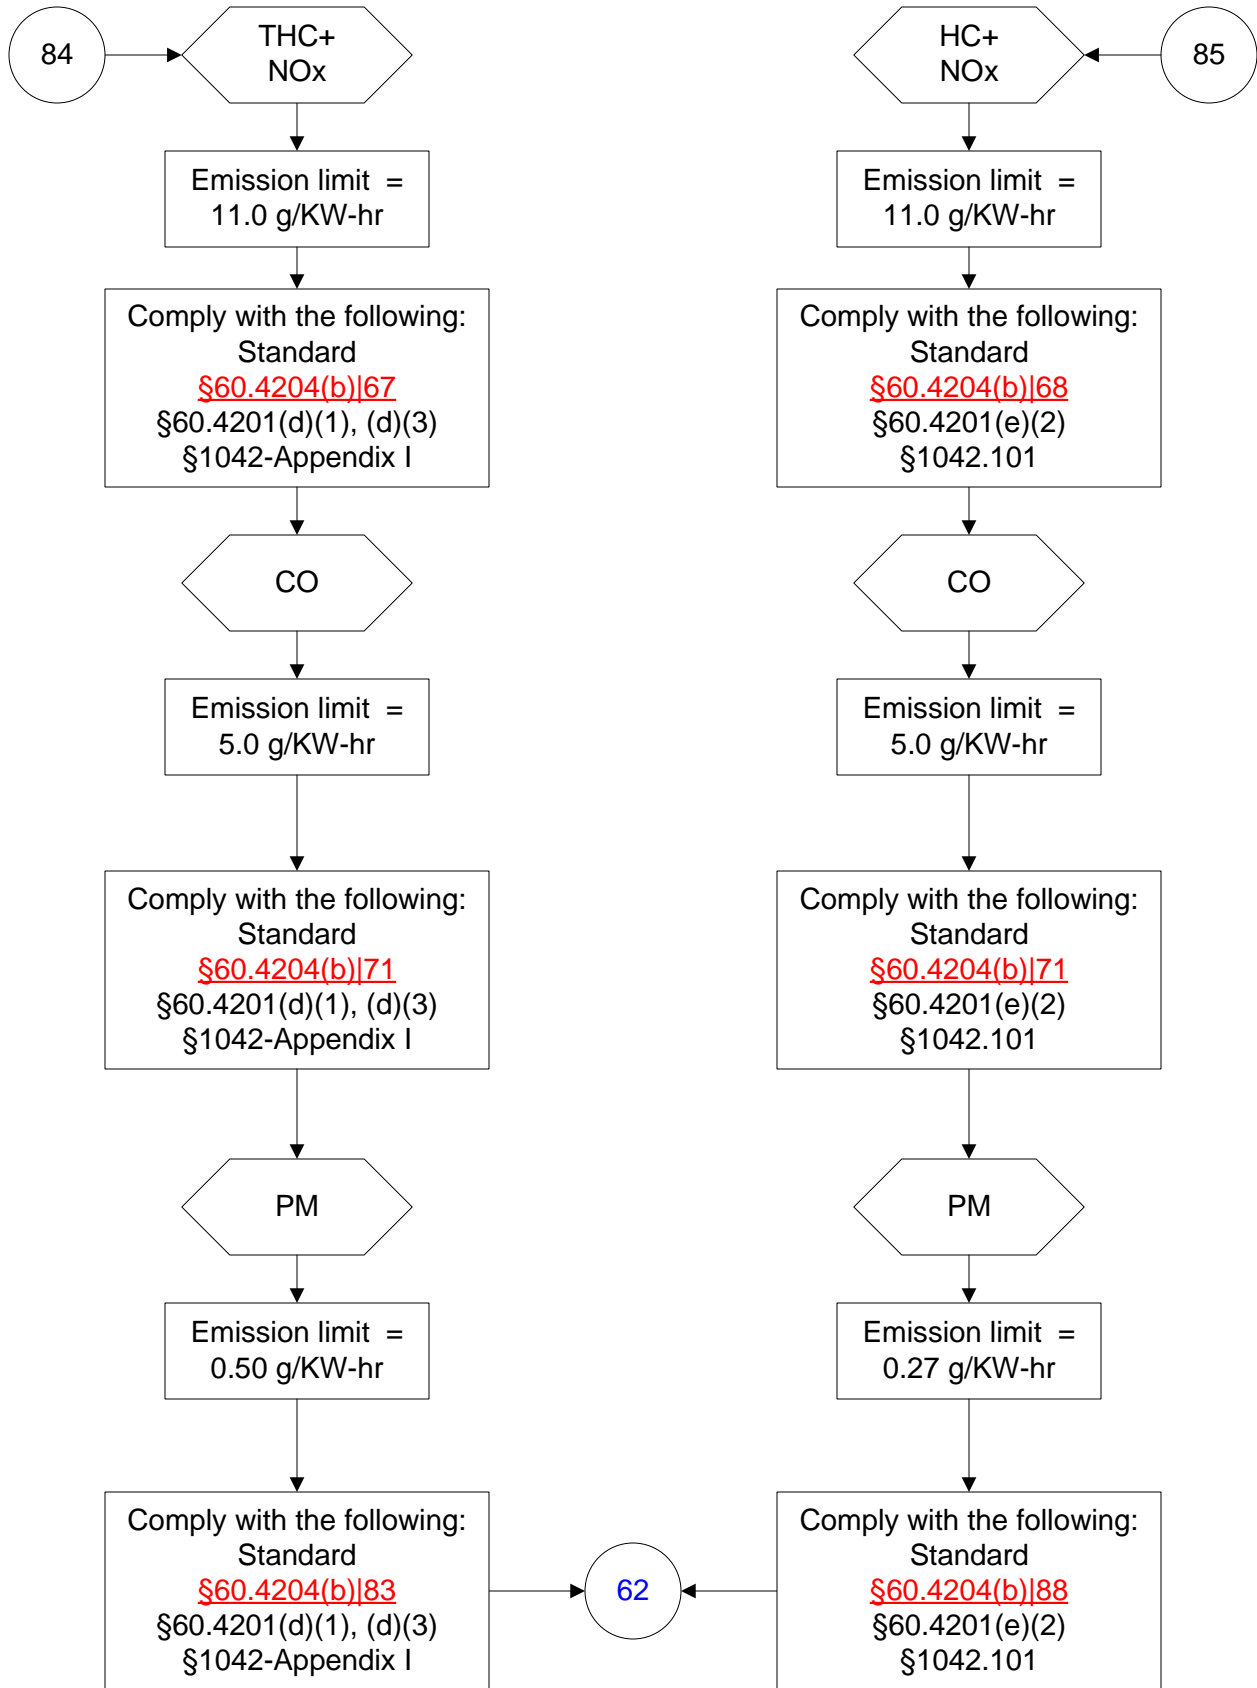 84
THC+
NOx
Emission limit =
11.0 g/KW-hr
Comply with the following:
Standard
§60.4204(b)|67
§60.4201(d)(1), (d)(3)
§1042-Appendix I
CO
Emission limit =
5.0 g/KW-hr
Comply with the following:
Standard
§60.4204(b)|71
§60.4201(d)(1), (d)(3)
§1042-Appendix I
PM
Emission limit =
0.50 g/KW-hr
Comply with the following:
Standard
§60.4204(b)|83
§60.4201(d)(1), (d)(3)
§1042-Appendix I
HC+
NOx
85
Emission limit =
11.0 g/KW-hr
Comply with the following:
Standard
§60.4204(b)|68
§60.4201(e)(2)
§1042.101
CO
Emission limit =
5.0 g/KW-hr
Comply with the following:
Standard
§60.4204(b)|71
§60.4201(e)(2)
§1042.101
PM
Emission limit =
0.27 g/KW-hr
Comply with the following:
Standard
§60.4204(b)|88
§60.4201(e)(2)
§1042.101
62